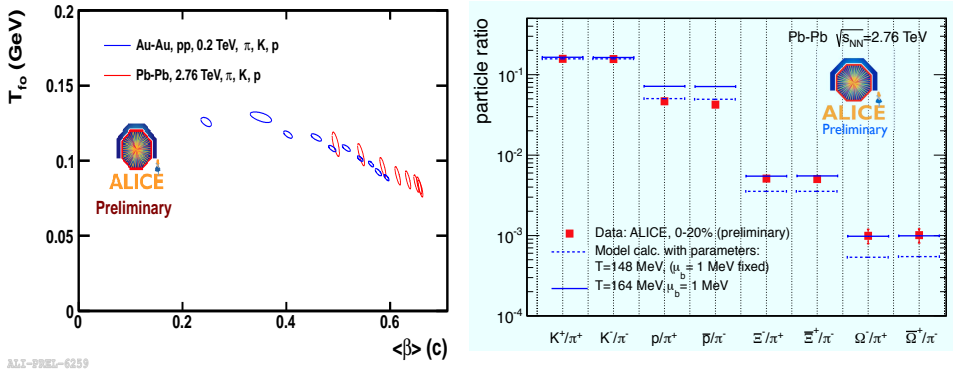 T_fo (GeV)
0.2
0.15
0.1
0.05
0
Au-Au, pp, 0.2 TeV, π, K, p
Pb-Pb, 2.76 TeV, π, K, p
ALICE
Preliminary
0.2
0.4
0.6
<β> (c)
ALI-PREL-6259
particle ratio
10⁻¹
10⁻²
10⁻³
10⁻⁴
Pb-Pb √s_NN=2.76 TeV
ALICE
Preliminary
Data: ALICE, 0-20% (preliminary)
Model calc. with parameters:
T=148 MeV, (μ_b= 1 MeV fixed)
T=164 MeV, μ_b= 1 MeV
K⁺/π⁺ K⁻/π⁻ p/π⁺ p̅/π⁻ Ξ⁻/π⁺ Ξ̅⁺/π⁻ Ω⁻/π⁺ Ω̅⁺/π⁻